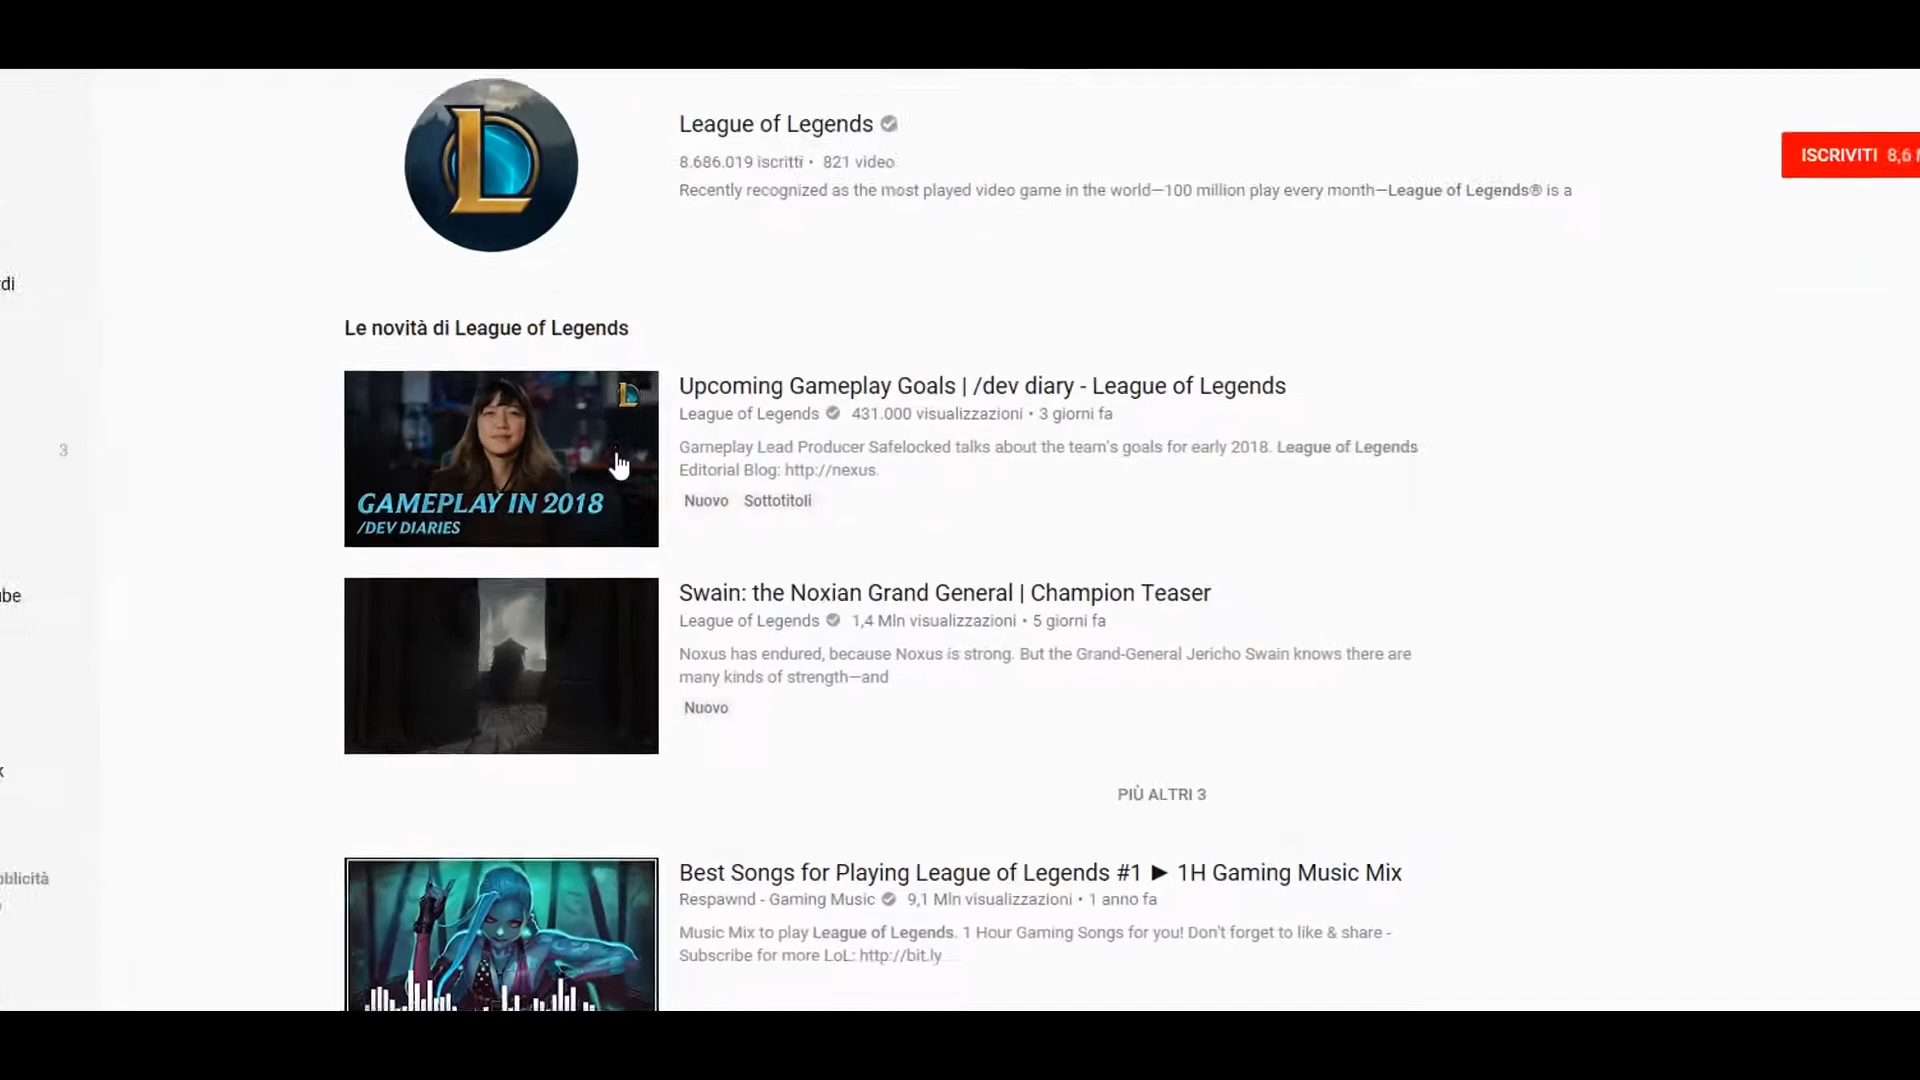 League of Legends
8.686.019 iscritti • 821 video
Recently recognized as the most played video game in the world—100 million play every month—League of Legends® is a
ISCRIVITI 8,6
rdi
Le novità di League of Legends
Upcoming Gameplay Goals | /dev diary - League of Legends
League of Legends 431.000 visualizzazioni • 3 giorni fa
Gameplay Lead Producer Safelocked talks about the team's goals for early 2018. League of Legends
Editorial Blog: http://nexus.
Nuovo Sottotitoli
GAMEPLAY IN 2018
/DEV DIARIES
3
Swain: the Noxian Grand General | Champion Teaser
League of Legends 1,4 Mln visualizzazioni • 5 giorni fa
Noxus has endured, because Noxus is strong. But the Grand-General Jericho Swain knows there are
many kinds of strength—and
Nuovo
ube
PIÙ ALTRI 3
Best Songs for Playing League of Legends #1 ► 1H Gaming Music Mix
Respawnd - Gaming Music 9,1 Mln visualizzazioni • 1 anno fa
Music Mix to play League of Legends. 1 Hour Gaming Songs for you! Don't forget to like & share -
Subscribe for more LoL: http://bit.ly
bblicità